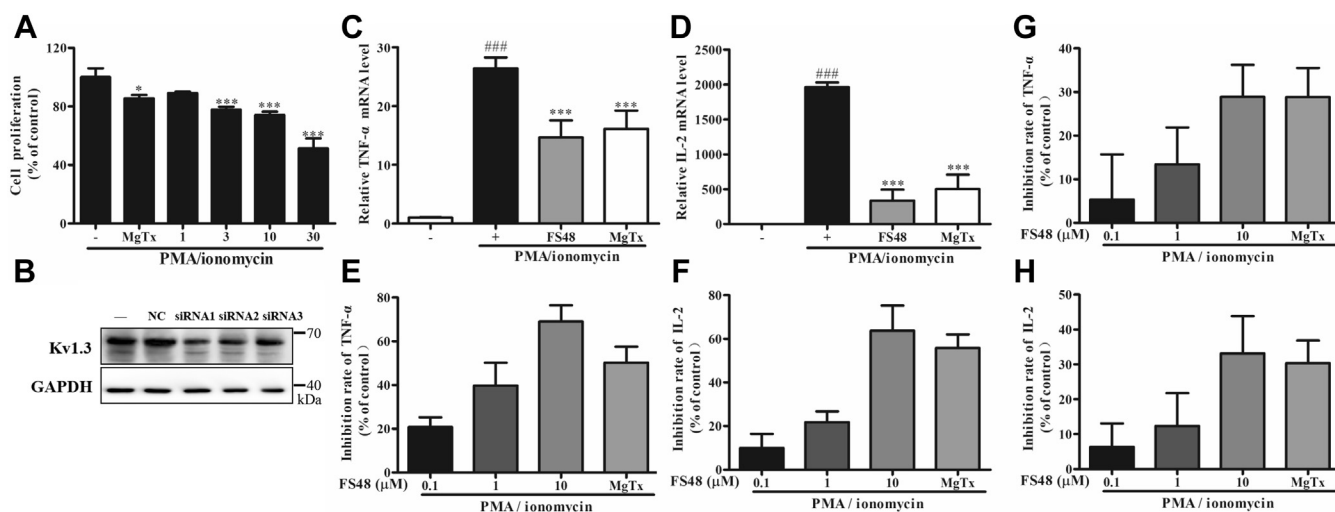 A
Cell proliferation
(% of control)
120
80
40
0
*
***
***
***
-
MgTx
1
3
10
30
PMA/ionomycin
B
—
NC
siRNA1
siRNA2
siRNA3
Kv1.3
GAPDH
70
40
kDa
C
Relative TNF-α mRNA level
40
30
20
10
0
###
***
***
-
+
FS48
MgTx
PMA/ionomycin
D
Relative IL-2 mRNA level
2500
2000
1500
1000
500
0
###
***
***
-
+
FS48
MgTx
PMA/ionomycin
E
Inhibition rate of TNF-α
(% of control)
80
60
40
20
0
FS48 (μM)
0.1
1
10
MgTx
PMA / ionomycin
F
Inhibition rate of IL-2
(% of control)
80
60
40
20
0
FS48 (μM)
0.1
1
10
MgTx
PMA / ionomycin
G
Inhibition rate of TNF-α
(% of control)
40
30
20
10
0
FS48 (μM)
0.1
1
10
MgTx
PMA / ionomycin
H
Inhibition rate of IL-2
(% of control)
50
40
30
20
10
0
FS48 (μM)
0.1
1
10
MgTx
PMA / ionomycin